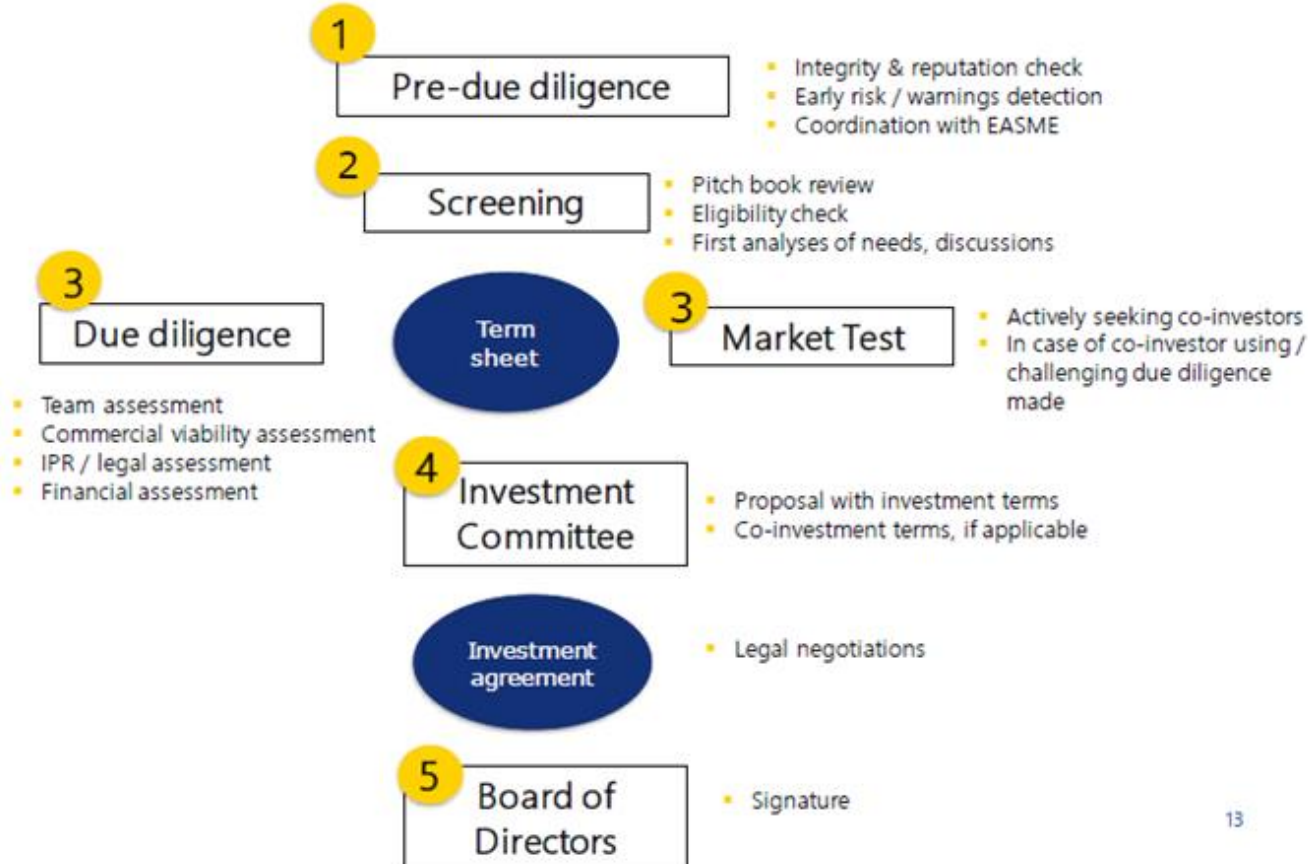 1
Pre-due diligence
▪ Integrity & reputation check
▪ Early risk / warnings detection
▪ Coordination with EASME
2
Screening
▪ Pitch book review
▪ Eligibility check
▪ First analyses of needs, discussions
3
Due diligence
▪ Team assessment
▪ Commercial viability assessment
▪ IPR / legal assessment
▪ Financial assessment
Term
sheet
3
Market Test
▪ Actively seeking co-investors
▪ In case of co-investor using /
challenging due diligence
made
4
Investment
Committee
▪ Proposal with investment terms
▪ Co-investment terms, if applicable
Investment
agreement
▪ Legal negotiations
5
Board of
Directors
▪ Signature
13